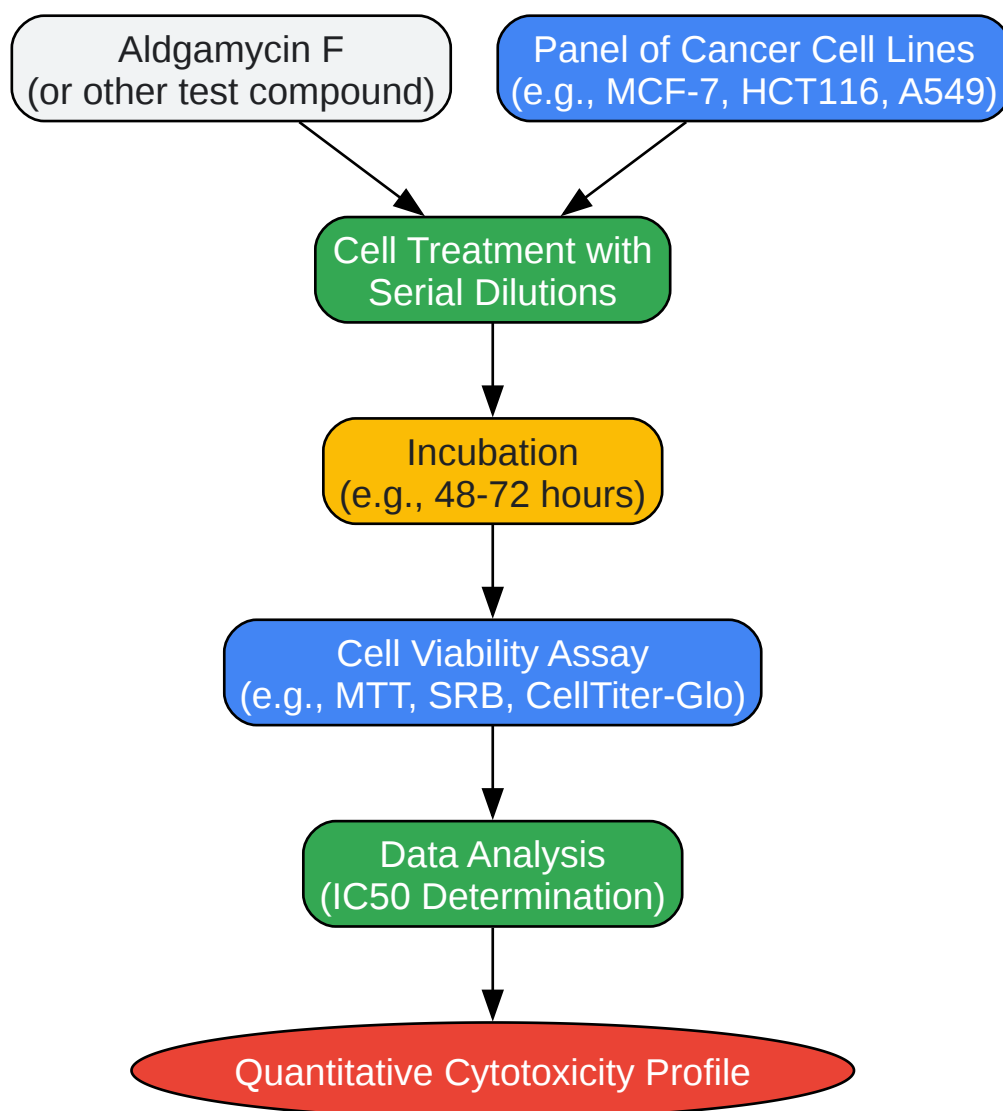 Aldgamycin F
(or other test compound)
Panel of Cancer Cell Lines
(e.g., MCF-7, HCT116, A549)
Cell Treatment with
Serial Dilutions
Incubation
(e.g., 48-72 hours)
Cell Viability Assay
(e.g., MTT, SRB, CellTiter-Glo)
Data Analysis
(IC50 Determination)
Quantitative Cytotoxicity Profile